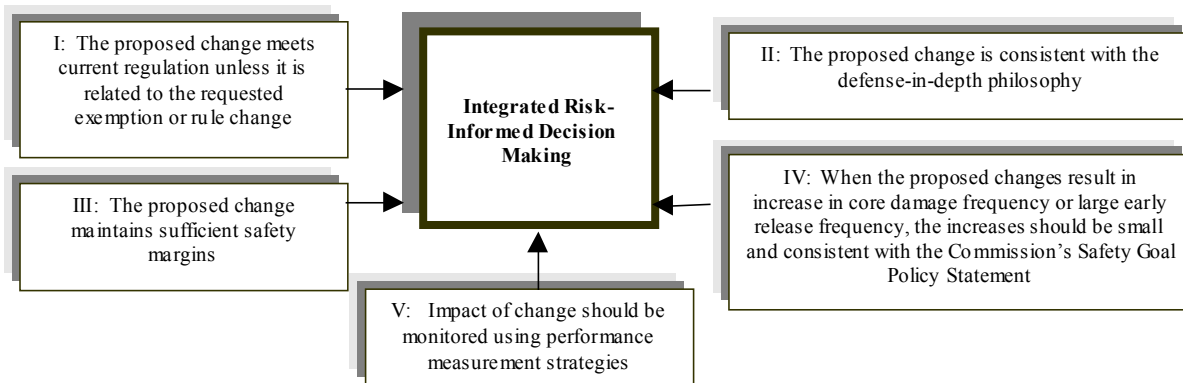 I: The proposed change meets
current regulation unless it is
related to the requested
exemption or rule change
II: The proposed change is consistent with the
defense-in-depth philosophy
Integrated Risk-
Informed Decision
Making
III: The proposed change
maintains sufficient safety
margins
IV: When the proposed changes result in
increase in core damage frequency or large early
release frequency, the increases should be small
and consistent with the Commission's Safety Goal
Policy Statement
V: Impact of change should be
monitored using performance
measurement strategies